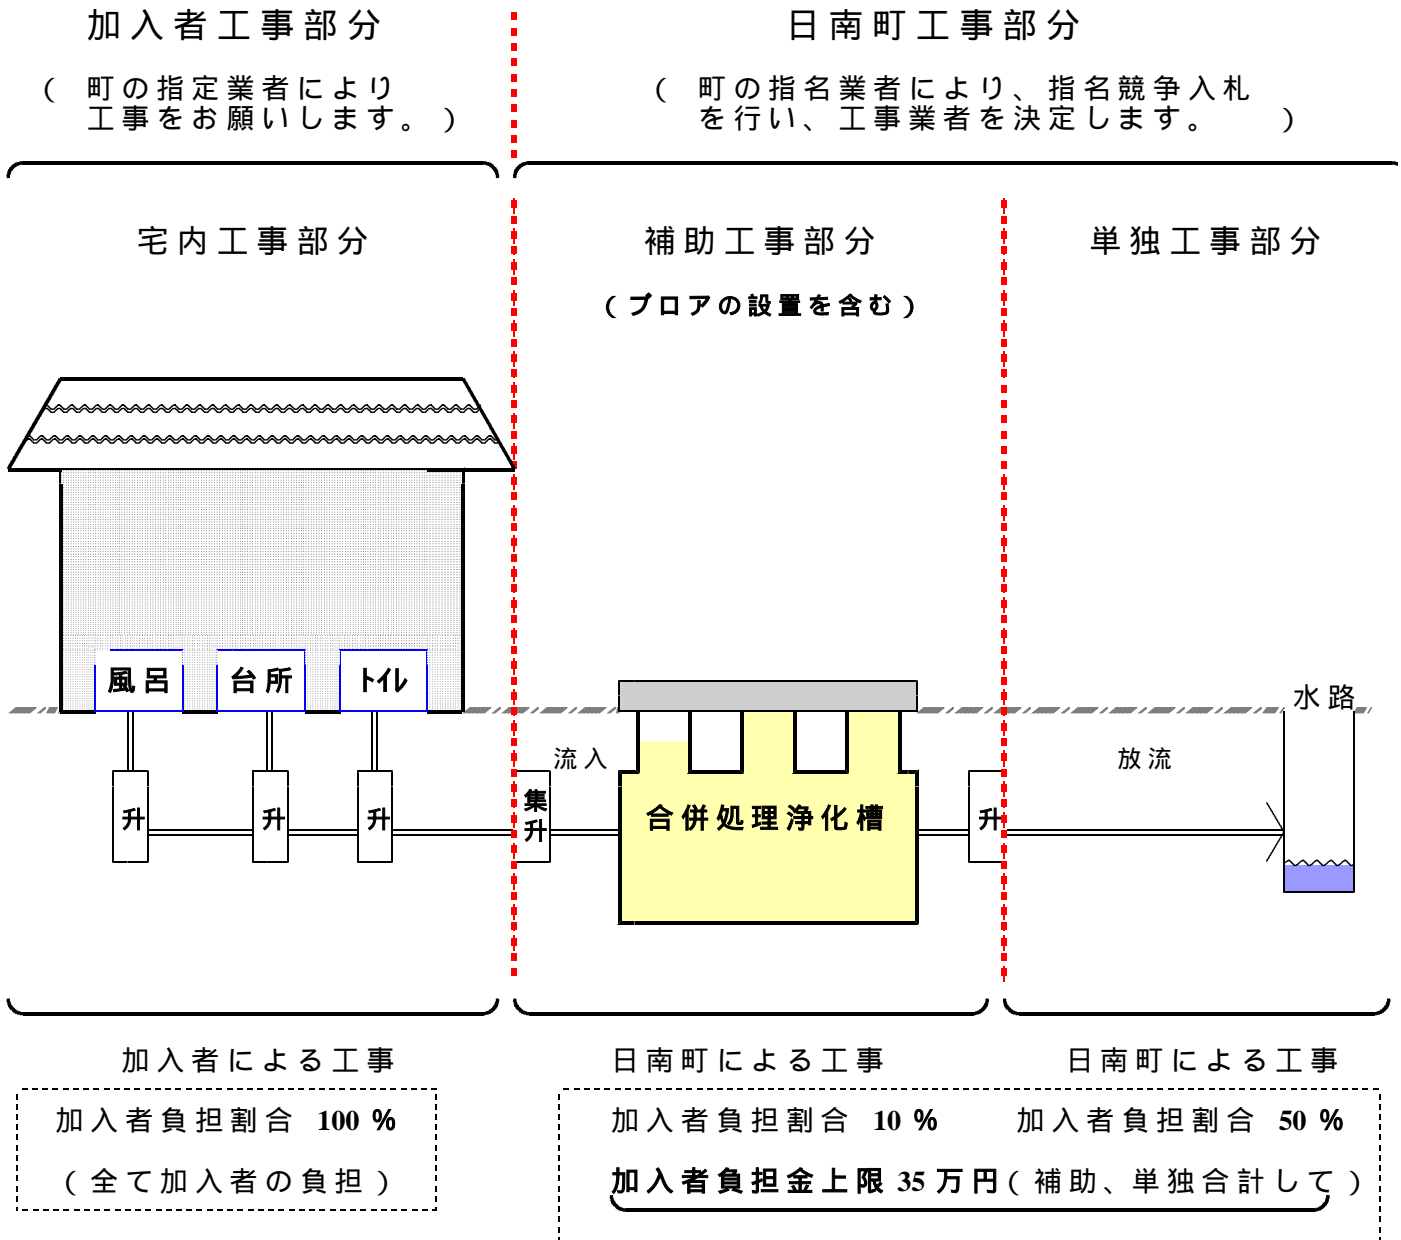 加入者工事部分
日南町工事部分
( 町の指定業者により
工事をお願いします。 )
( 町の指名業者により、指名競争入札
を行い、工事業者を決定します。 )
宅内工事部分
補助工事部分
単独工事部分
(ブロアの設置を含む)
風呂
台所
ﾄｲﾚ
水路
流入
放流
升
升
升
集升
合併処理浄化槽
升
加入者による工事
日南町による工事
日南町による工事
加入者負担割合 100 %
加入者負担割合 10 %
加入者負担割合 50 %
(全て加入者の負担)
加入者負担金上限 35 万円(補助、単独合計して)